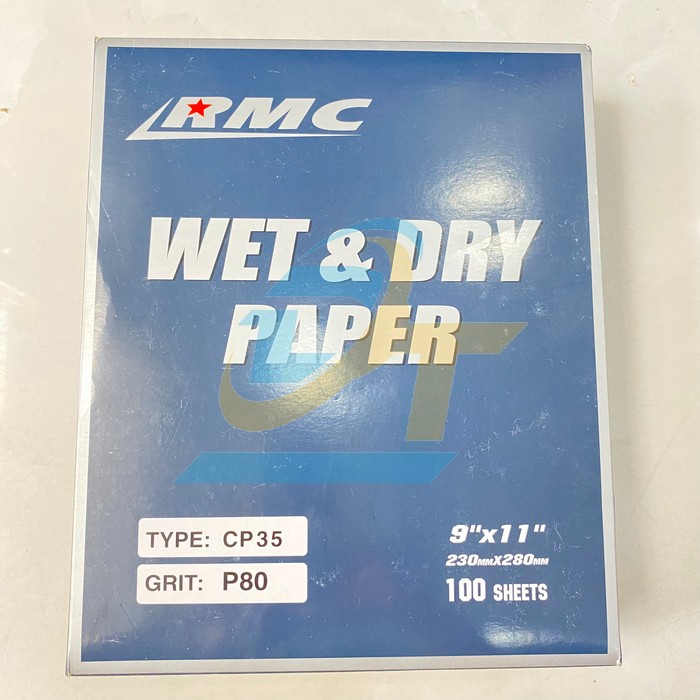 RMC
WET & DRY
PAPER
TYPE: CP35
GRIT: P80
9"x11"
230MMX280MM
100 SHEETS